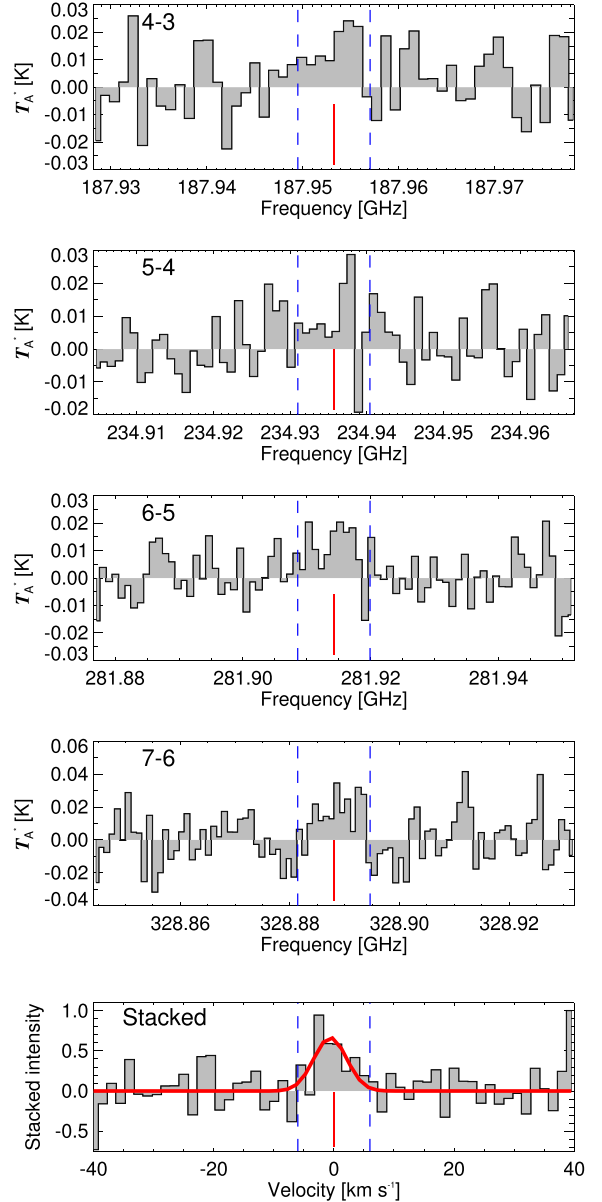 4-3
T*A [K]
0.03
0.02
0.01
0.00
-0.01
-0.02
-0.03
187.93 187.94 187.95 187.96 187.97
Frequency [GHz]
5-4
T*A [K]
0.03
0.02
0.01
0.00
-0.01
-0.02
234.91 234.92 234.93 234.94 234.95 234.96
Frequency [GHz]
6-5
T*A [K]
0.03
0.02
0.01
0.00
-0.01
-0.02
-0.03
281.88 281.90 281.92 281.94
Frequency [GHz]
7-6
T*A [K]
0.06
0.04
0.02
0.00
-0.02
-0.04
328.86 328.88 328.90 328.92
Frequency [GHz]
Stacked
Stacked intensity
1.0
0.5
0.0
-0.5
-40 -20 0 20 40
Velocity [km s⁻¹]